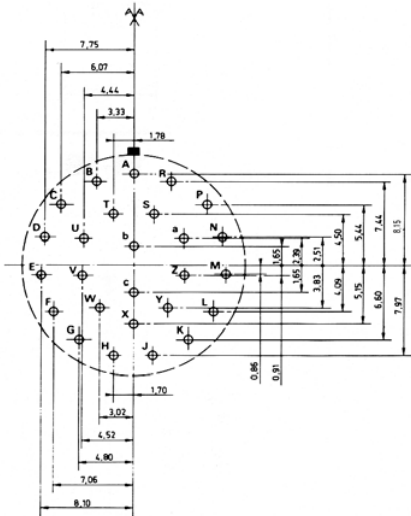 7,75
6,07
4,44
3,33
1,78
A
B
R
C
P
T
S
D
U
a
N
b
E
V
Z
M
c
F
W
Y
L
X
G
K
H
J
1,65
2,39
2,51
4,50
5,44
7,44
8,15
1,65
3,83
4,09
5,15
6,60
7,97
0,86
0,91
1,70
3,02
4,52
4,80
7,06
8,10